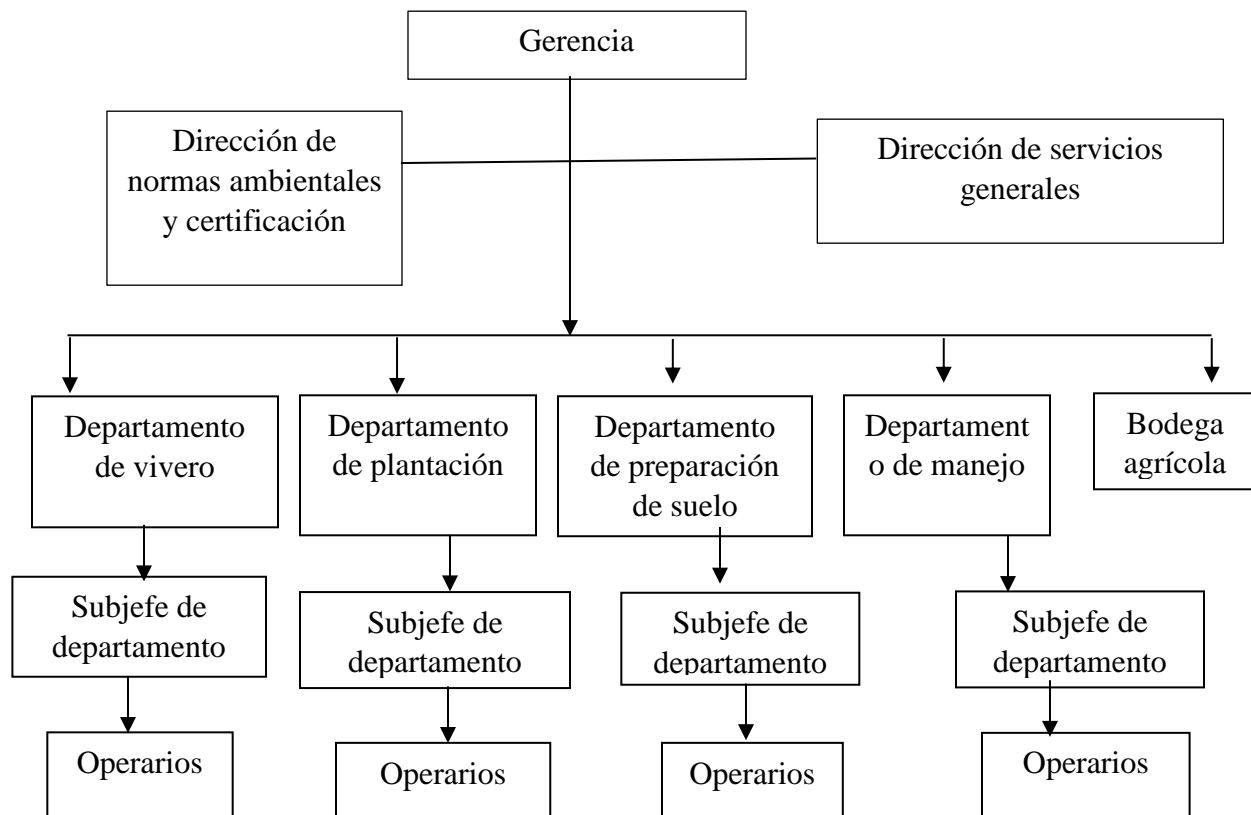 Gerencia
Dirección de
normas ambientales
y certificación
Dirección de servicios
generales
Departamento
de vivero
Departamento
de plantación
Departamento
de preparación
de suelo
Departament
o de manejo
Bodega
agrícola
Subjefe de
departamento
Subjefe de
departamento
Subjefe de
departamento
Subjefe de
departamento
Operarios
Operarios
Operarios
Operarios